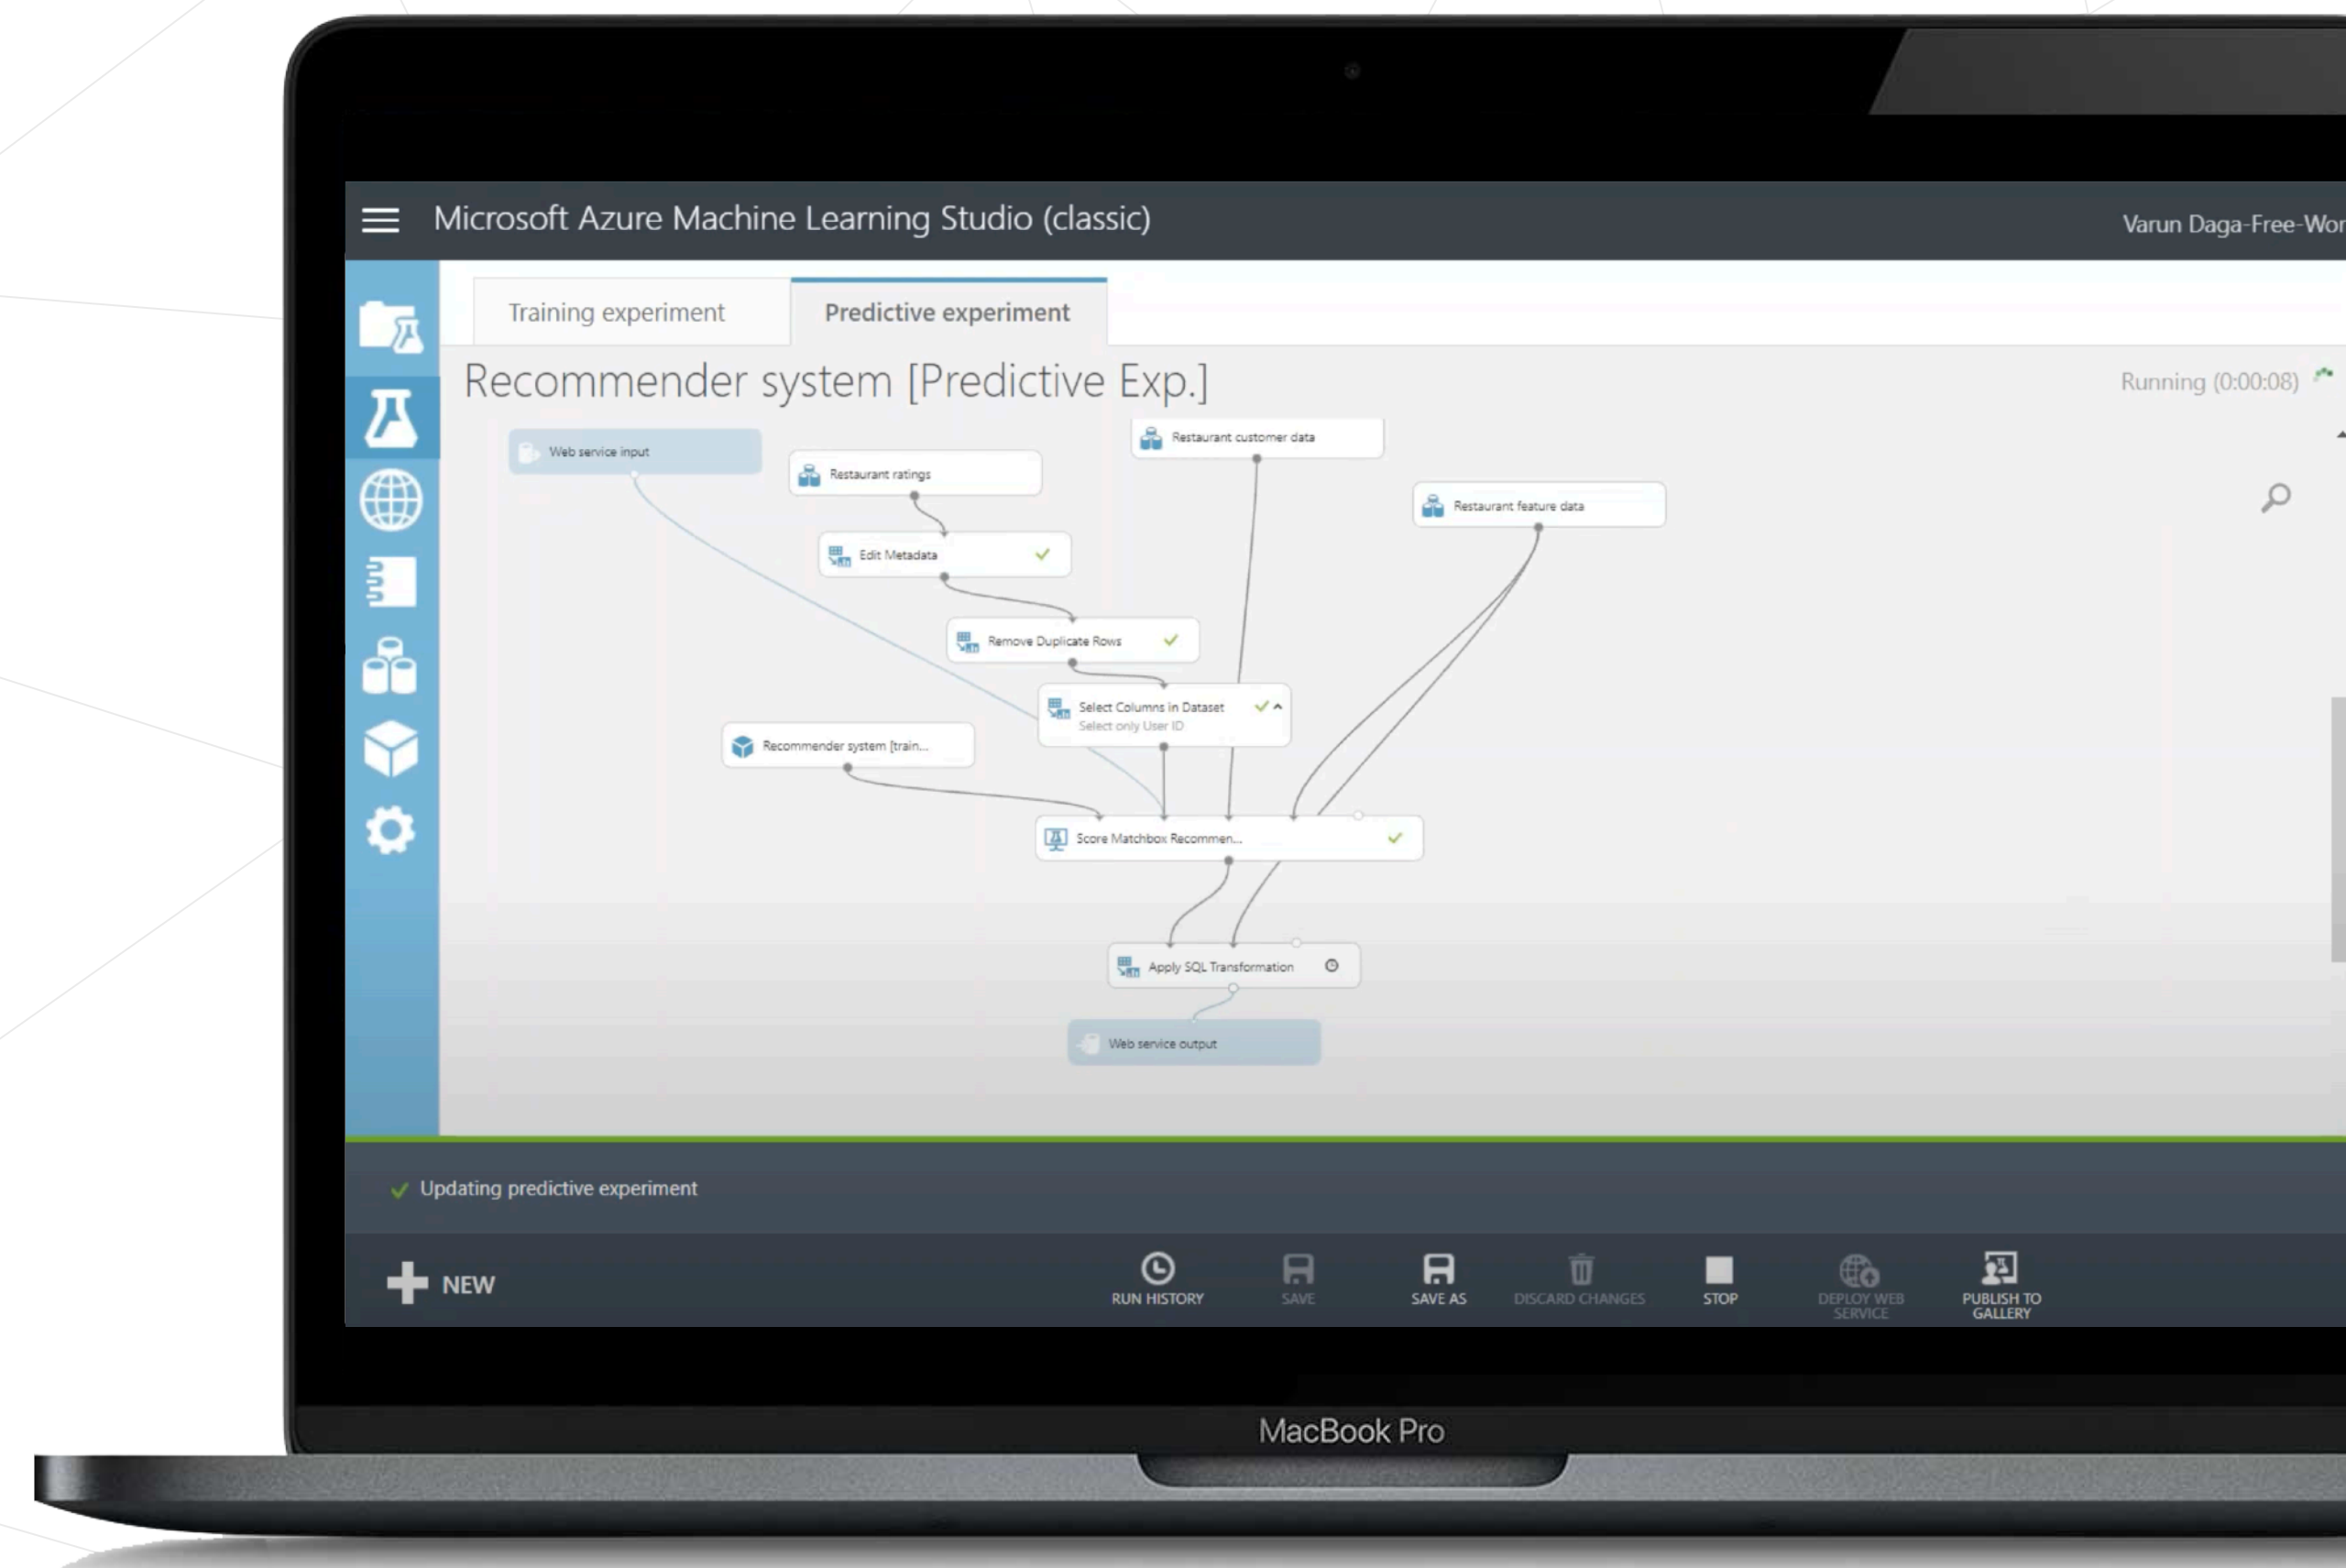 Microsoft Azure Machine Learning Studio (classic)
Varun Daga-Free-Wor
Training experiment
Predictive experiment
Recommender system [Predictive Exp.]
Running (0:00:08)
Web service input
Restaurant ratings
Restaurant customer data
Restaurant feature data
Edit Metadata
Remove Duplicate Rows
Select Columns in Dataset
Select only User ID
Recommender system [train...
Score Matchbox Recommen...
Apply SQL Transformation
Web service output
Updating predictive experiment
NEW
RUN HISTORY
SAVE
SAVE AS
DISCARD CHANGES
STOP
DEPLOY WEB
SERVICE
PUBLISH TO
GALLERY
MacBook Pro